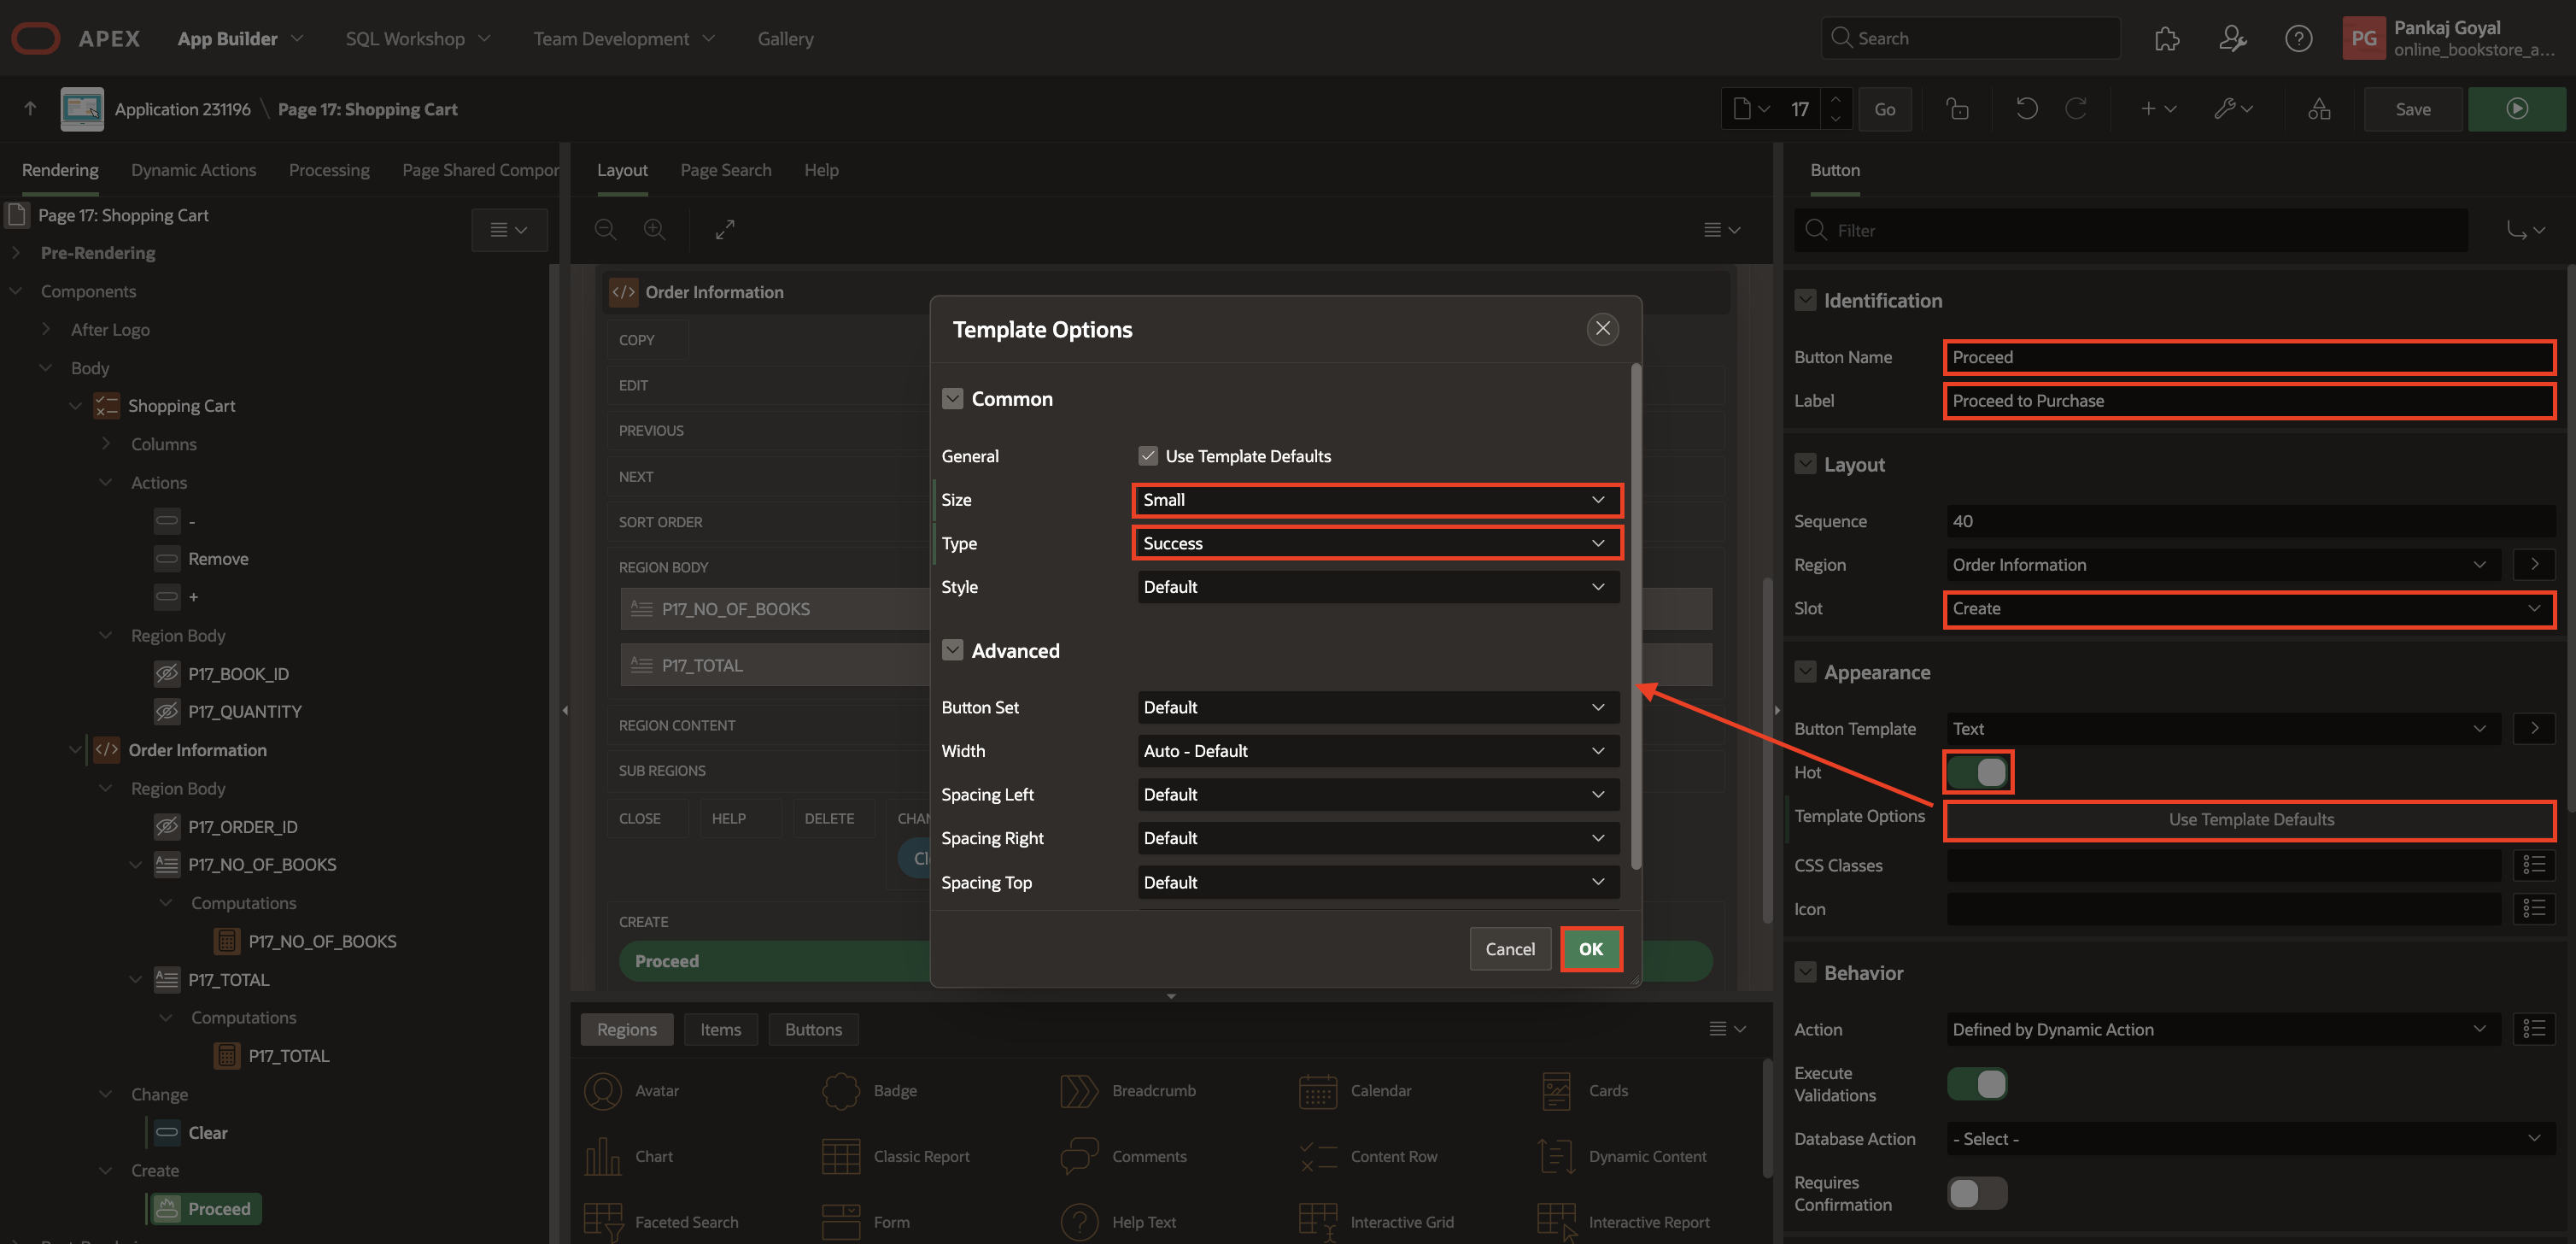 APEX
App Builder
SQL Workshop
Team Development
Gallery
Search
PG
Pankaj Goyal
online_bookstore_a...
Application 231196 \ Page 17: Shopping Cart
17
Go
Save
Rendering
Dynamic Actions
Processing
Page Shared Compor
Page 17: Shopping Cart
Pre-Rendering
Components
After Logo
Body
Shopping Cart
Columns
Actions
-
Remove
+
Region Body
P17_BOOK_ID
P17_QUANTITY
Order Information
Region Body
P17_ORDER_ID
P17_NO_OF_BOOKS
Computations
P17_NO_OF_BOOKS
P17_TOTAL
Computations
P17_TOTAL
Change
Clear
Create
Proceed
Layout
Page Search
Help
Order Information
COPY
EDIT
PREVIOUS
NEXT
SORT ORDER
REGION BODY
P17_NO_OF_BOOKS
P17_TOTAL
REGION CONTENT
SUB REGIONS
CLOSE
HELP
DELETE
CHAN
Cl
CREATE
Proceed
Template Options
Common
General
Use Template Defaults
Size
Small
Type
Success
Style
Default
Advanced
Button Set
Default
Width
Auto - Default
Spacing Left
Default
Spacing Right
Default
Spacing Top
Default
Cancel
OK
Regions
Items
Buttons
Avatar
Badge
Breadcrumb
Calendar
Cards
Chart
Classic Report
Comments
Content Row
Dynamic Content
Faceted Search
Form
Help Text
Interactive Grid
Interactive Report
Button
Filter
Identification
Button Name
Proceed
Label
Proceed to Purchase
Layout
Sequence
40
Region
Order Information
Slot
Create
Appearance
Button Template
Text
Hot
Template Options
Use Template Defaults
CSS Classes
Icon
Behavior
Action
Defined by Dynamic Action
Execute
Validations
Database Action
- Select -
Requires
Confirmation